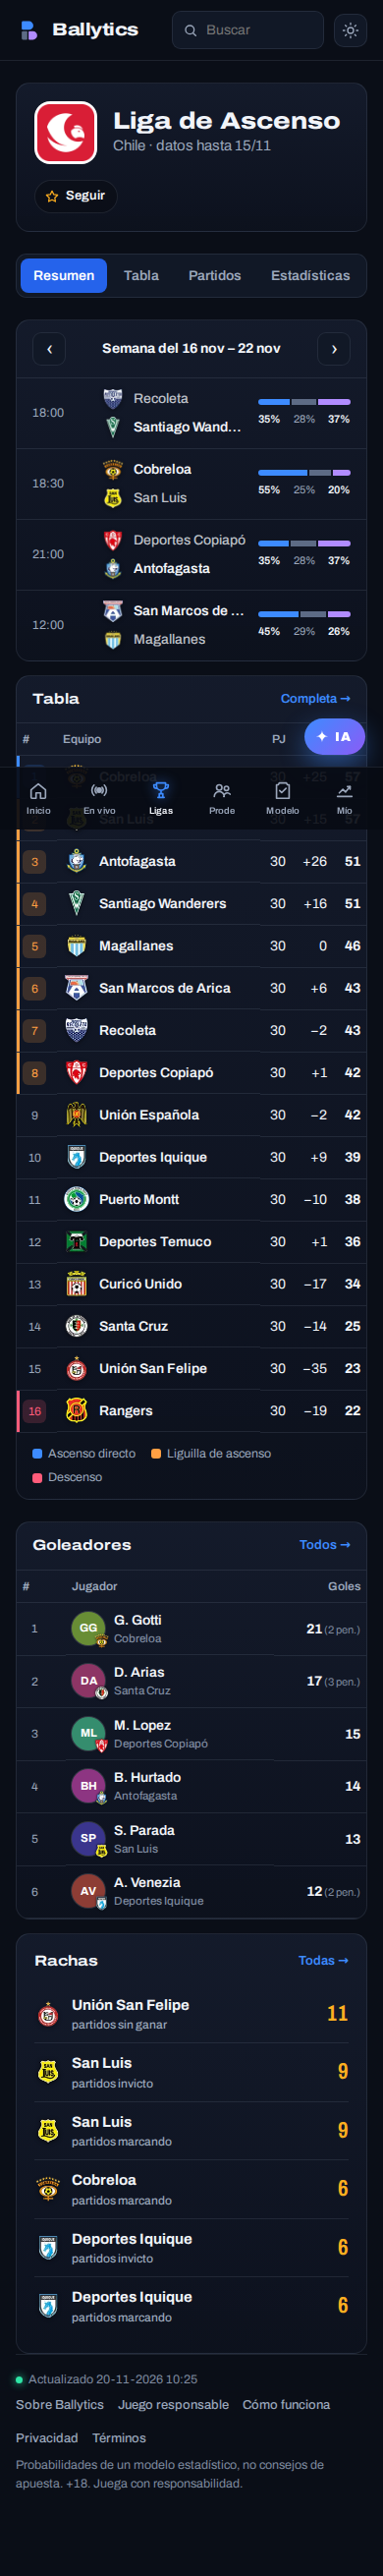 Ballytics
Buscar
Liga de Ascenso
Chile · datos hasta 15/11
Seguir
Resumen Tabla Partidos Estadísticas
‹ Semana del 16 nov – 22 nov ›
18:00 Recoleta
Santiago Wand...
35% 28% 37%
18:30 Cobreloa
San Luis
55% 25% 20%
21:00 Deportes Copiapó
Antofagasta
35% 28% 37%
12:00 San Marcos de ...
Magallanes
45% 29% 26%
Tabla Completa →
# Equipo PJ
IA
Cobreloa +25 57
2 San Luis +15 57
Inicio En vivo Ligas Prode Modelo Mío
3 Antofagasta 30 +26 51
4 Santiago Wanderers 30 +16 51
5 Magallanes 30 0 46
6 San Marcos de Arica 30 +6 43
7 Recoleta 30 −2 43
8 Deportes Copiapó 30 +1 42
9 Unión Española 30 −2 42
10 Deportes Iquique 30 +9 39
11 Puerto Montt 30 −10 38
12 Deportes Temuco 30 +1 36
13 Curicó Unido 30 −17 34
14 Santa Cruz 30 −14 25
15 Unión San Felipe 30 −35 23
16 Rangers 30 −19 22
Ascenso directo Liguilla de ascenso
Descenso
Goleadores Todos →
# Jugador Goles
1 GG G. Gotti 21 (2 pen.)
Cobreloa
2 DA D. Arias 17 (3 pen.)
Santa Cruz
3 ML M. Lopez 15
Deportes Copiapó
4 BH B. Hurtado 14
Antofagasta
5 SP S. Parada 13
San Luis
6 AV A. Venezia 12 (2 pen.)
Deportes Iquique
Rachas Todas →
Unión San Felipe 11
partidos sin ganar
San Luis 9
partidos invicto
San Luis 9
partidos marcando
Cobreloa 6
partidos marcando
Deportes Iquique 6
partidos invicto
Deportes Iquique 6
partidos marcando
Actualizado 20-11-2026 10:25
Sobre Ballytics Juego responsable Cómo funciona
Privacidad Términos
Probabilidades de un modelo estadístico, no consejos de
apuesta. +18. Juega con responsabilidad.